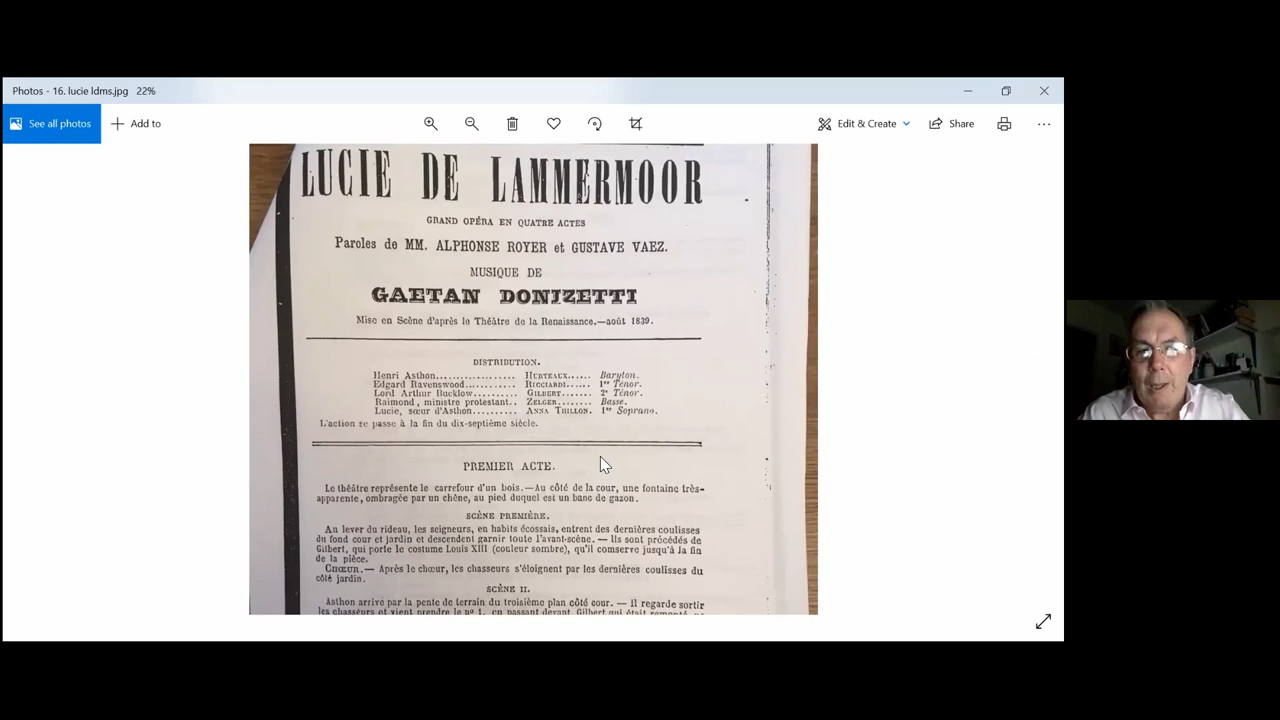 Photos - 16. lucie ldms.jpg 22%
See all photos
Add to
Edit & Create
Share
LUCIE DE LAMMERMOOR
GRAND OPÉRA EN QUATRE ACTES
Paroles de MM. ALPHONSE ROYER et GUSTAVE VAEZ.
MUSIQUE DE
GAETAN DONIZETTI
Mise en Scène d'après le Théâtre de la Renaissance.—août 1839.
DISTRIBUTION.
Henri Asthon.................. HURTEAUX...... Baryton.
Edgard Ravenswood........... RICCIARDI...... 1er Ténor.
Lord Arthur Bucklow.......... GILBERT....... 2e Ténor.
Raimond, ministre protestant.. ZELGER........ Basse.
Lucie, sœur d'Asthon.......... ANNA THILLON. 1er Soprano.
L'action se passe à la fin du dix-septième siècle.
PREMIER ACTE.
Le théâtre représente le carrefour d'un bois.—Au côté de la cour, une fontaine très-
apparente, ombragée par un chêne, au pied duquel est un banc de gazon.
SCÈNE PREMIÈRE.
Au lever du rideau, les seigneurs, en habits écossais, entrent des dernières coulisses
du fond cour et jardin et descendent garnir toute l'avant-scène. — Ils sont précédés de
Gilbert, qui porte le costume Louis XIII (couleur sombre), qu'il comserve jusqu'à la fin
de la pièce.
CHŒUR.— Après le chœur, les chasseurs s'éloignent par les dernières coulisses du
côté jardin.
SCÈNE II.
Asthon arrive par la pente de terrain du troisième plan côté cour. — Il regarde sortir
les chasseurs et vient prendre le nº 1, en passant devant Gilbert qui était remonté